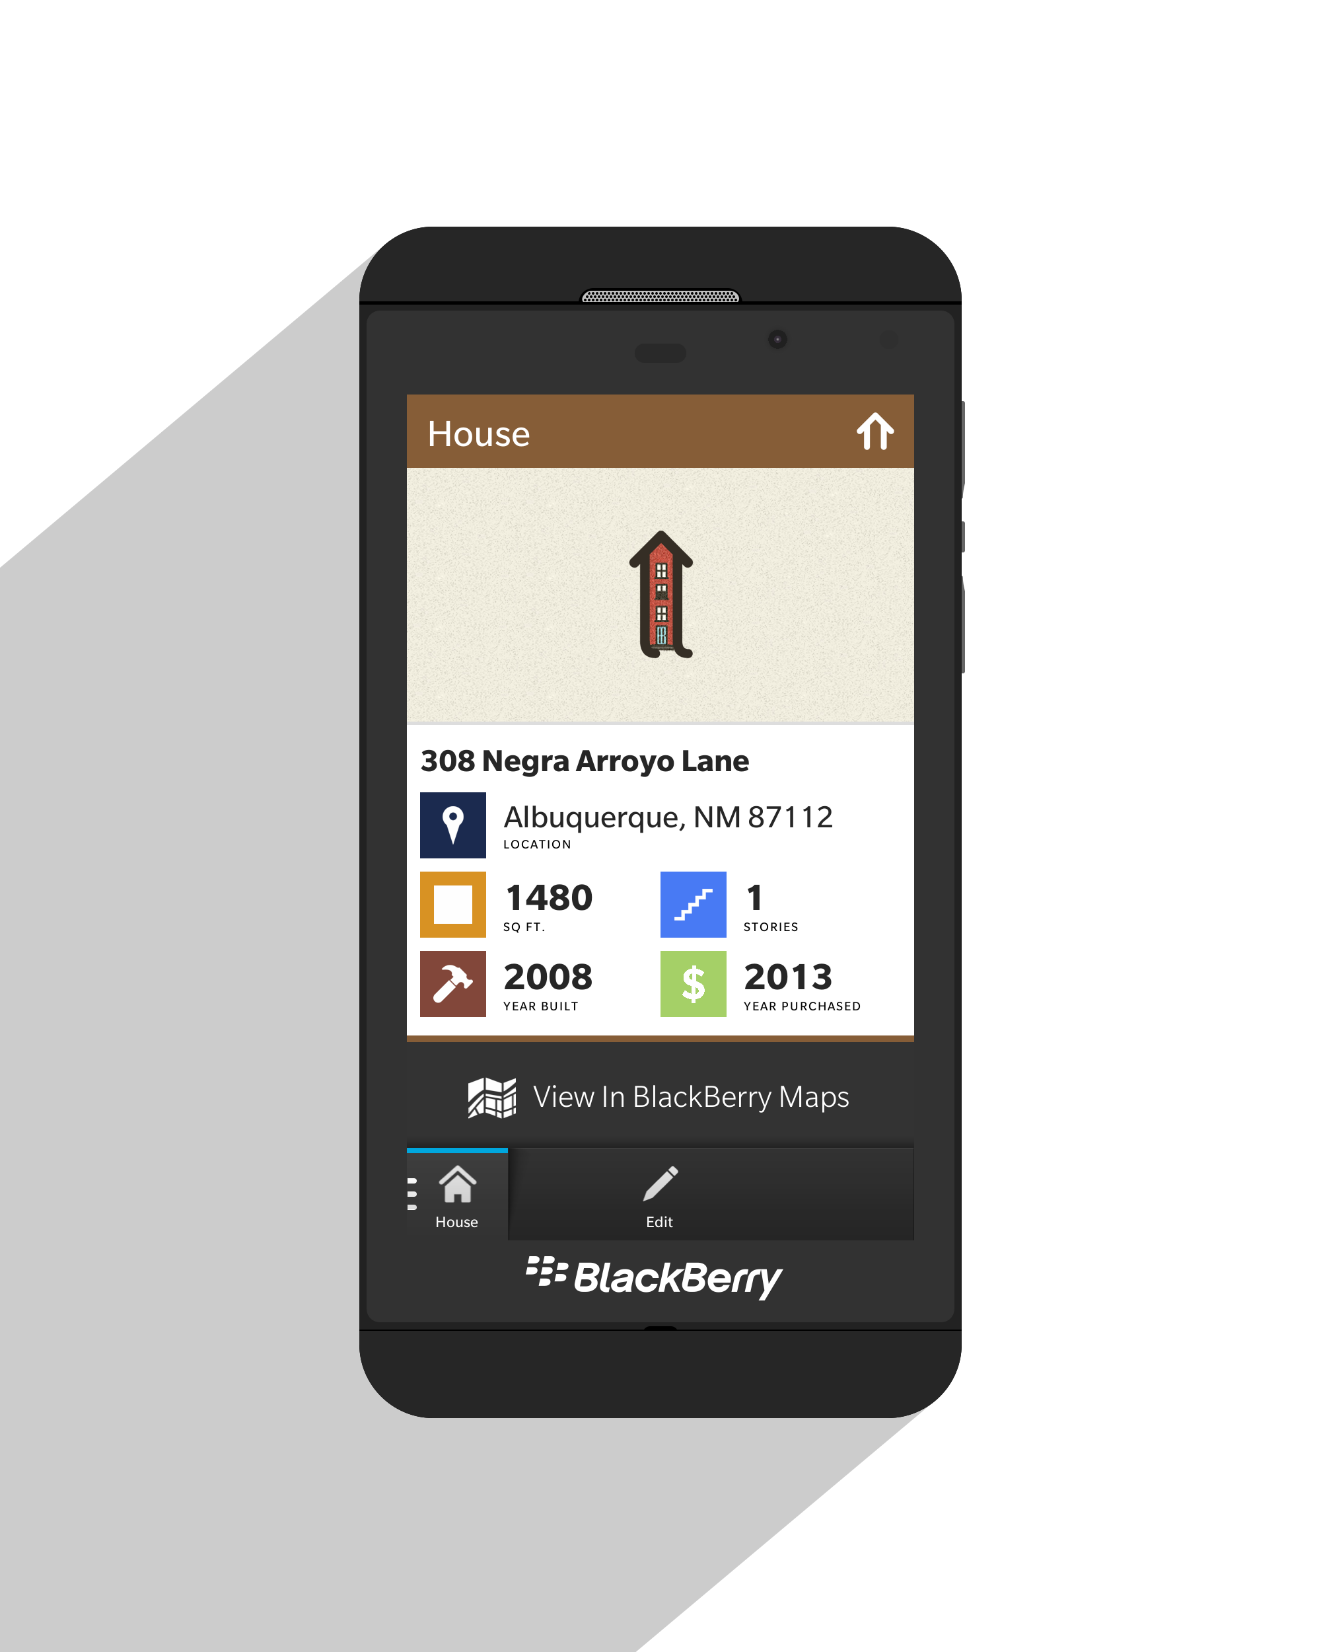 House
308 Negra Arroyo Lane
Albuquerque, NM 87112
LOCATION
1480
SQ FT.
1
STORIES
2008
YEAR BUILT
$
2013
YEAR PURCHASED
View In BlackBerry Maps
House
Edit
BlackBerry